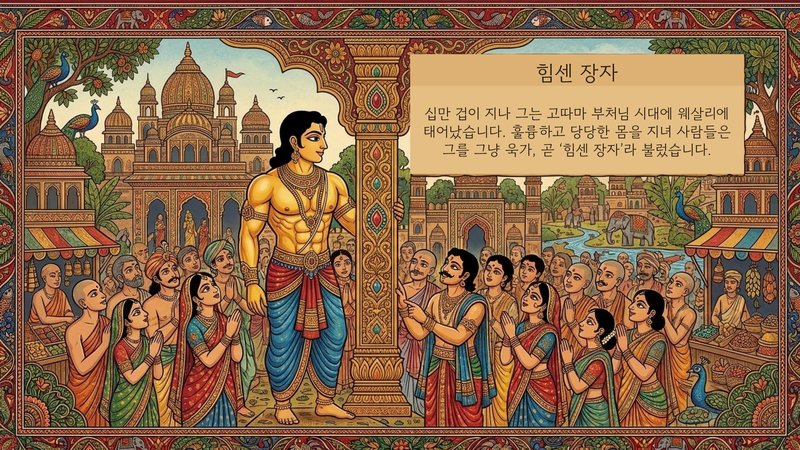 힘센 장자
십만 겁이 지나 그는 고따마 부처님 시대에 웨살리에
태어났습니다. 훌륭하고 당당한 몸을 지녀 사람들은
그를 그냥 욱가, 곧 '힘센 장자'라 불렀습니다.